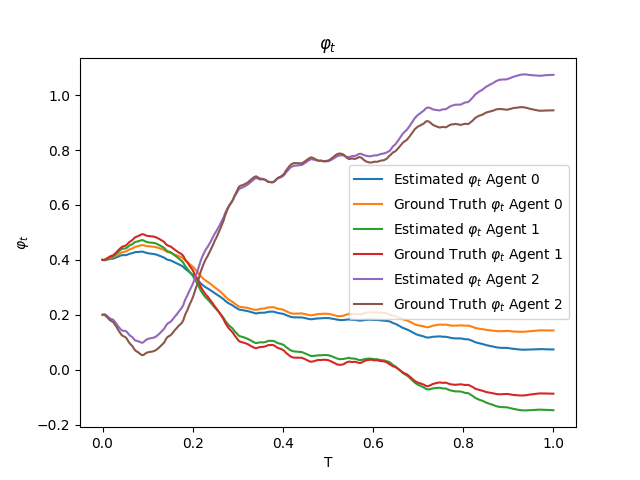 φₜ
1.0
0.8
0.6
0.4
0.2
0.0
−0.2
φₜ
Estimated φₜ Agent 0
Ground Truth φₜ Agent 0
Estimated φₜ Agent 1
Ground Truth φₜ Agent 1
Estimated φₜ Agent 2
Ground Truth φₜ Agent 2
0.0 0.2 0.4 0.6 0.8 1.0
T